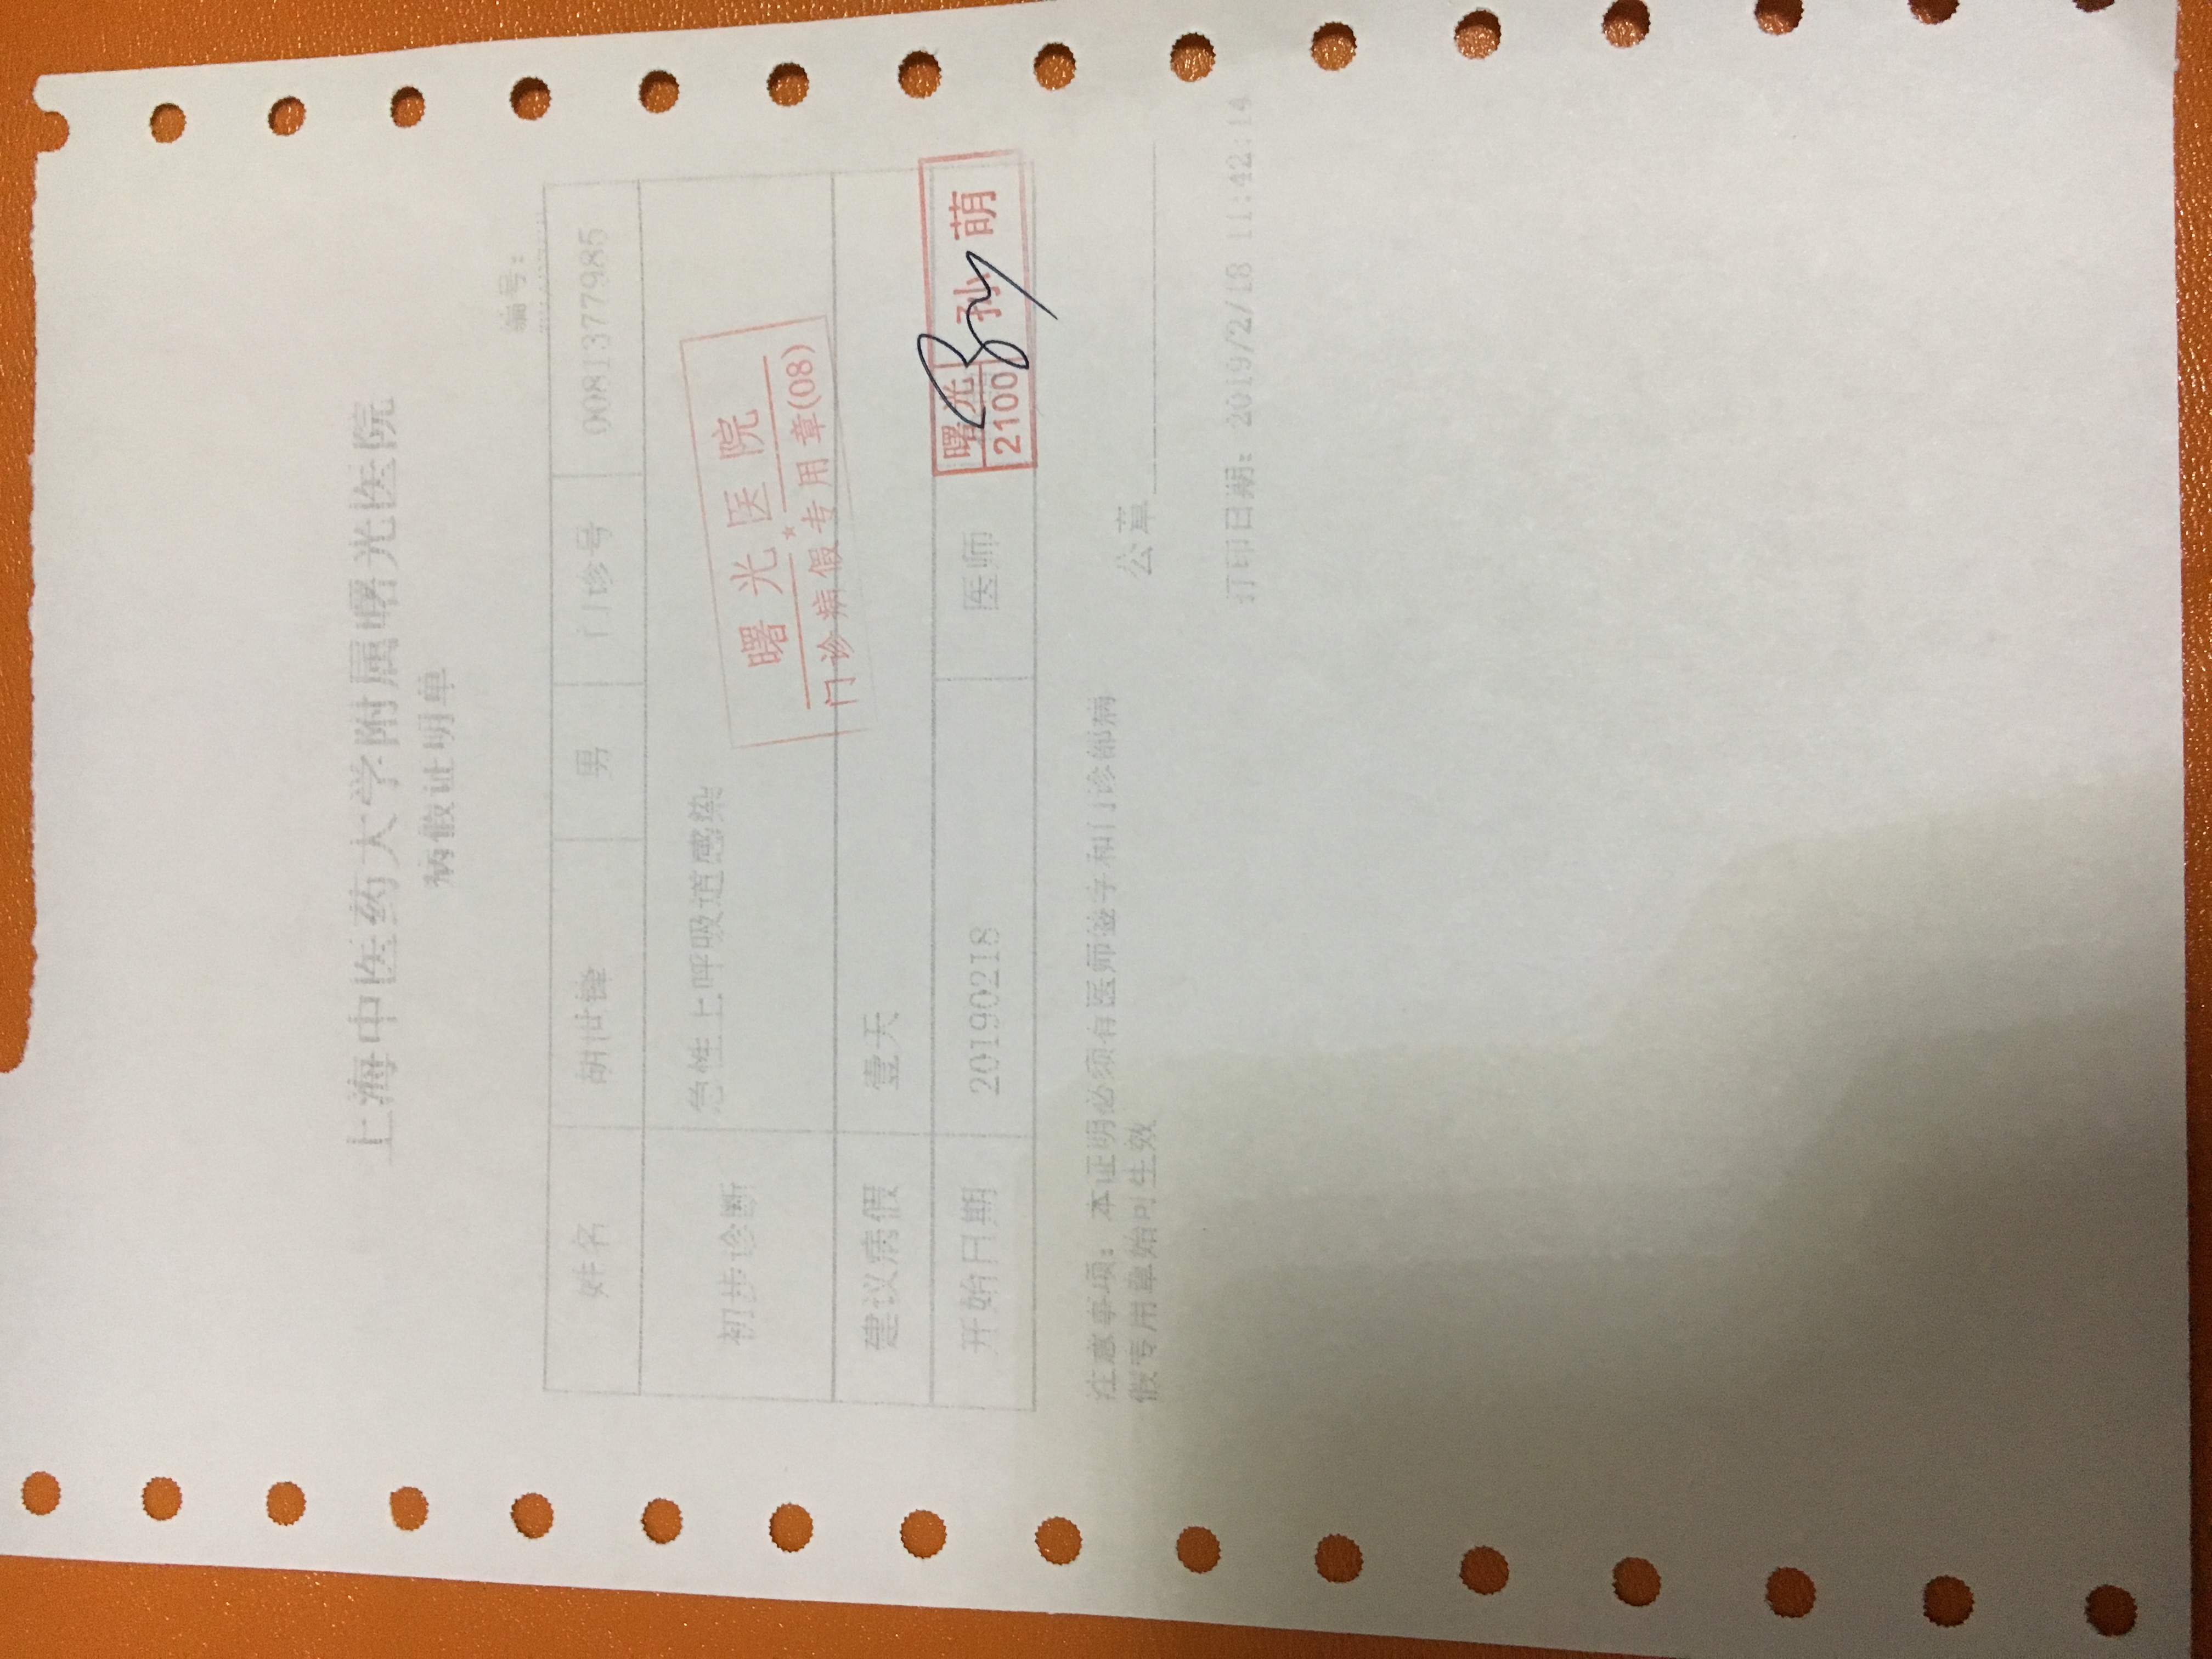 上海中医药大学附属曙光医院
病假证明单
编号：
姓名 胡世锋 男 门诊号 0081377985
初步诊断 急性上呼吸道感染
曙光医院
门诊病假专用章(08)
建议病假 壹天
开始日期 20190218 医师
曙光 2100 孙萌
注意事项：本证明必须有医师签字和门诊部病
假专用章始可生效
公章
打印日期：2019/2/18 11:42:14